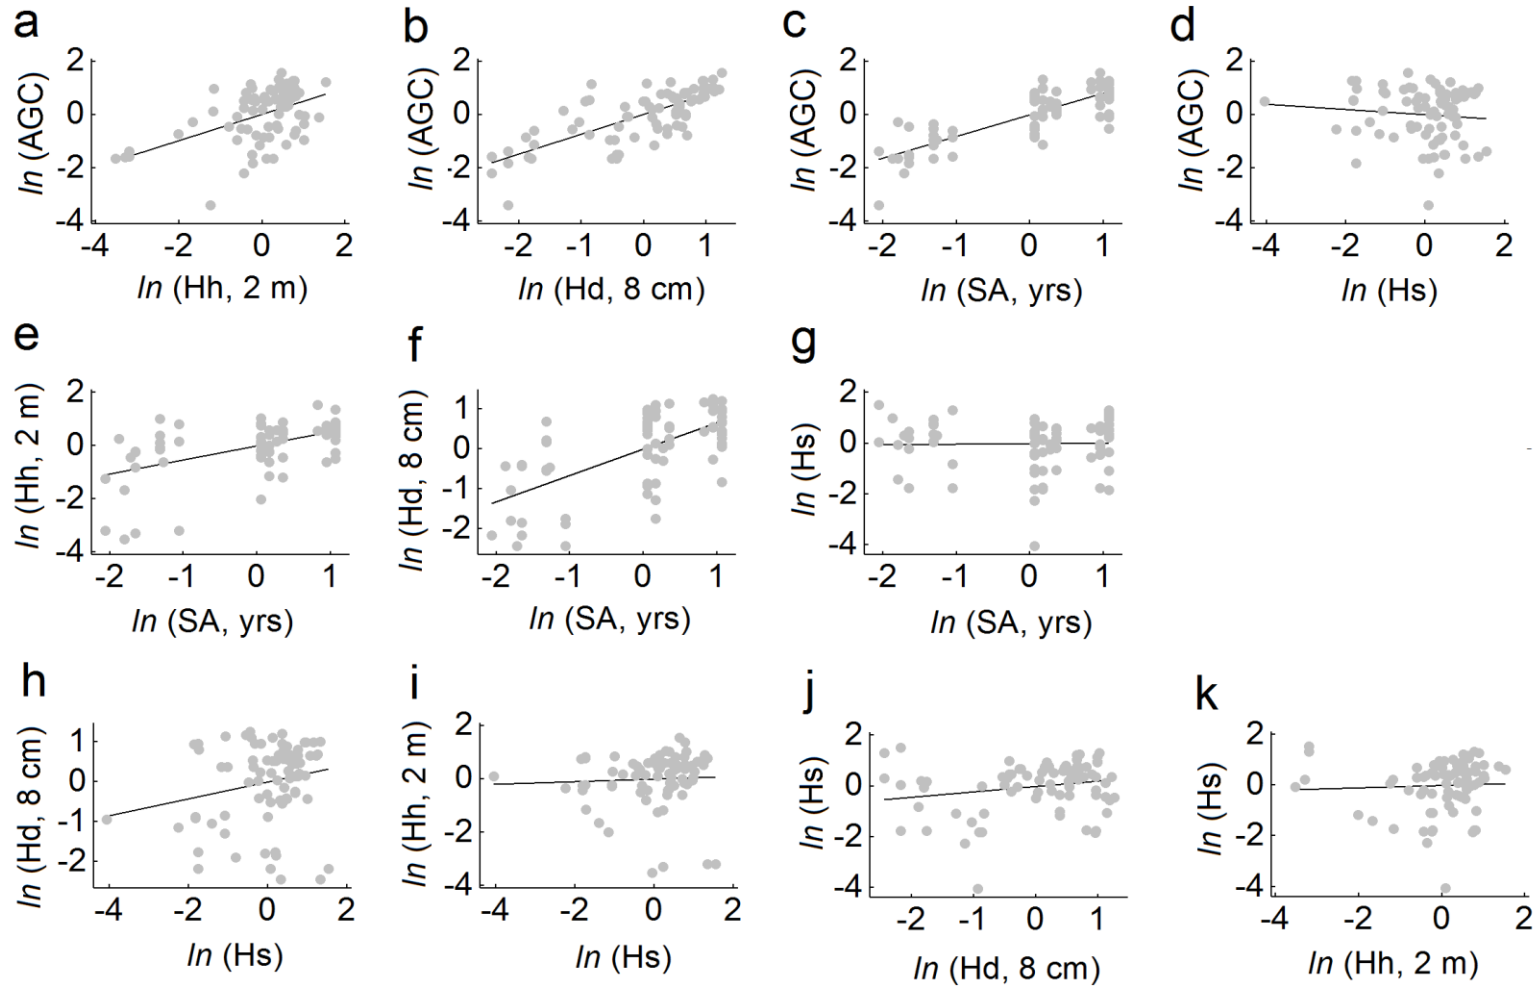 a
b
c
d
2
0
-2
-4
ln (AGC)
-4
-2
0
2
ln (Hh, 2 m)
2
0
-2
-4
ln (AGC)
-2
-1
0
1
ln (Hd, 8 cm)
2
0
-2
-4
ln (AGC)
-2
-1
0
1
ln (SA, yrs)
2
0
-2
-4
ln (AGC)
-4
-2
0
2
ln (Hs)
e
f
g
2
0
-2
-4
ln (Hh, 2 m)
-2
-1
0
1
ln (SA, yrs)
1
0
-1
-2
ln (Hd, 8 cm)
-2
-1
0
1
ln (SA, yrs)
2
0
-2
-4
ln (Hs)
-2
-1
0
1
ln (SA, yrs)
h
i
j
k
1
0
-1
-2
ln (Hd, 8 cm)
-4
-2
0
2
ln (Hs)
2
0
-2
-4
ln (Hh, 2 m)
-4
-2
0
2
ln (Hs)
2
0
-2
-4
ln (Hs)
-2
-1
0
1
ln (Hd, 8 cm)
2
0
-2
-4
ln (Hs)
-4
-2
0
2
ln (Hh, 2 m)